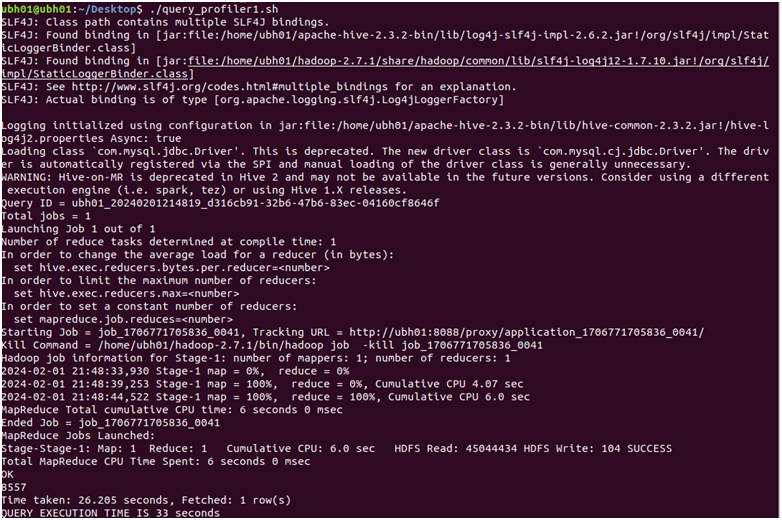 ubh01@ubh01:~/Desktop$ ./query_profiler1.sh
SLF4J: Class path contains multiple SLF4J bindings.
SLF4J: Found binding in [jar:file:/home/ubh01/apache-hive-2.3.2-bin/lib/log4j-slf4j-impl-2.6.2.jar!/org/slf4j/impl/Stat
icLoggerBinder.class]
SLF4J: Found binding in [jar:file:/home/ubh01/hadoop-2.7.1/share/hadoop/common/lib/slf4j-log4j12-1.7.10.jar!/org/slf4j/
impl/StaticLoggerBinder.class]
SLF4J: See http://www.slf4j.org/codes.html#multiple_bindings for an explanation.
SLF4J: Actual binding is of type [org.apache.logging.slf4j.Log4jLoggerFactory]
Logging initialized using configuration in jar:file:/home/ubh01/apache-hive-2.3.2-bin/lib/hive-common-2.3.2.jar!/hive-l
og4j2.properties Async: true
Loading class `com.mysql.jdbc.Driver'. This is deprecated. The new driver class is `com.mysql.cj.jdbc.Driver'. The driv
er is automatically registered via the SPI and manual loading of the driver class is generally unnecessary.
WARNING: Hive-on-MR is deprecated in Hive 2 and may not be available in the future versions. Consider using a different
 execution engine (i.e. spark, tez) or using Hive 1.X releases.
Query ID = ubh01_20240201214819_d316cb91-32b6-47b6-83ec-04160cf8646f
Total jobs = 1
Launching Job 1 out of 1
Number of reduce tasks determined at compile time: 1
In order to change the average load for a reducer (in bytes):
  set hive.exec.reducers.bytes.per.reducer=<number>
In order to limit the maximum number of reducers:
  set hive.exec.reducers.max=<number>
In order to set a constant number of reducers:
  set mapreduce.job.reduces=<number>
Starting Job = job_1706771705836_0041, Tracking URL = http://ubh01:8088/proxy/application_1706771705836_0041/
Kill Command = /home/ubh01/hadoop-2.7.1/bin/hadoop job  -kill job_1706771705836_0041
Hadoop job information for Stage-1: number of mappers: 1; number of reducers: 1
2024-02-01 21:48:33,930 Stage-1 map = 0%,  reduce = 0%
2024-02-01 21:48:39,253 Stage-1 map = 100%,  reduce = 0%, Cumulative CPU 4.07 sec
2024-02-01 21:48:44,522 Stage-1 map = 100%,  reduce = 100%, Cumulative CPU 6.0 sec
MapReduce Total cumulative CPU time: 6 seconds 0 msec
Ended Job = job_1706771705836_0041
MapReduce Jobs Launched:
Stage-Stage-1: Map: 1  Reduce: 1   Cumulative CPU: 6.0 sec   HDFS Read: 45044434 HDFS Write: 104 SUCCESS
Total MapReduce CPU Time Spent: 6 seconds 0 msec
OK
8557
Time taken: 26.205 seconds, Fetched: 1 row(s)
QUERY EXECUTION TIME IS 33 seconds